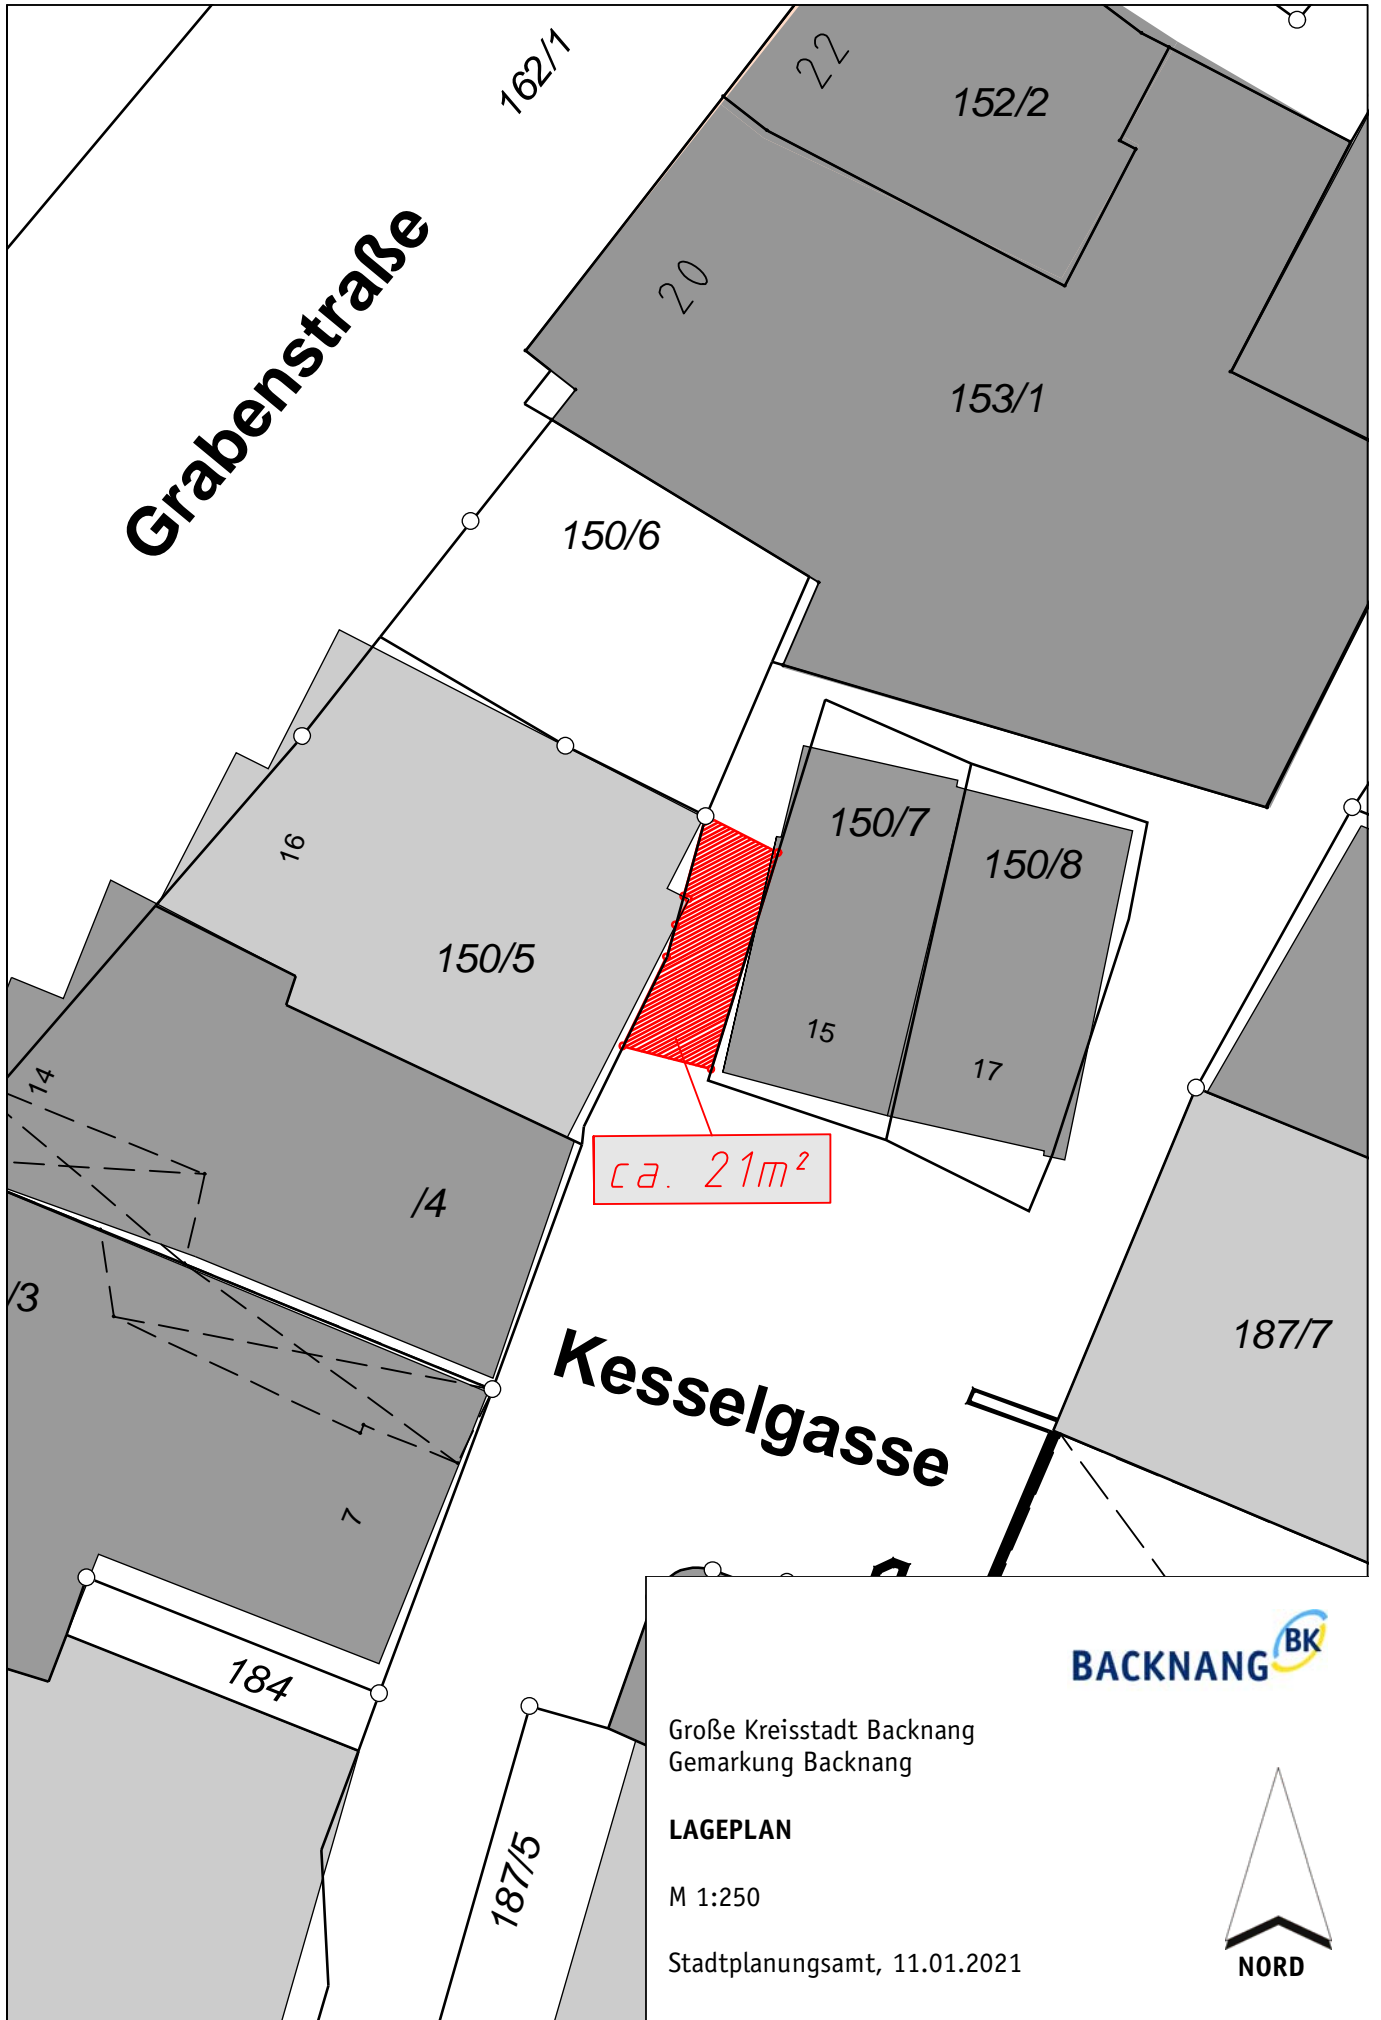 162/1
22
152/2
Grabenstraße
20
153/1
150/6
150/7
150/8
16
150/5
15
17
14
ca. 21m²
/4
/3
187/7
Kesselgasse
7
184
187/5
BACKNANG BK
Große Kreisstadt Backnang
Gemarkung Backnang
LAGEPLAN
M 1:250
Stadtplanungsamt, 11.01.2021
NORD